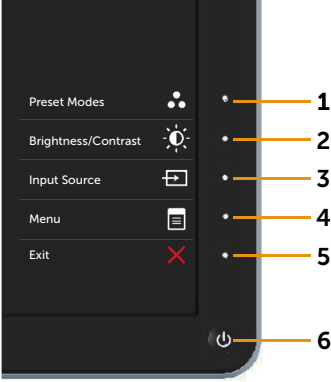 Preset Modes 1
Brightness/Contrast 2
Input Source 3
Menu 4
Exit 5
6